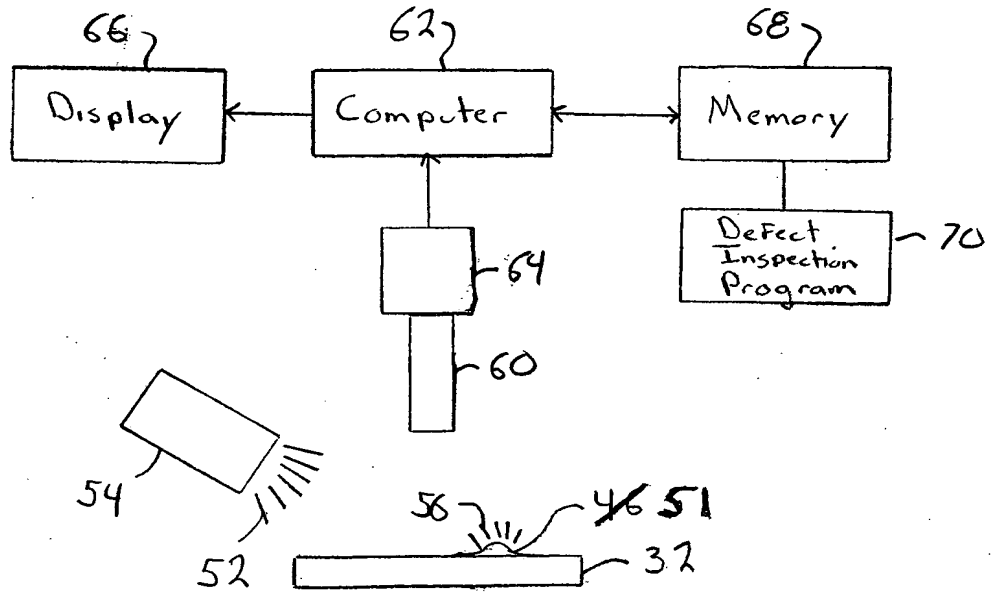 66
62
68
Display
Computer
Memory
Defect
Inspection
Program
70
64
60
54
52
56
46 51
32